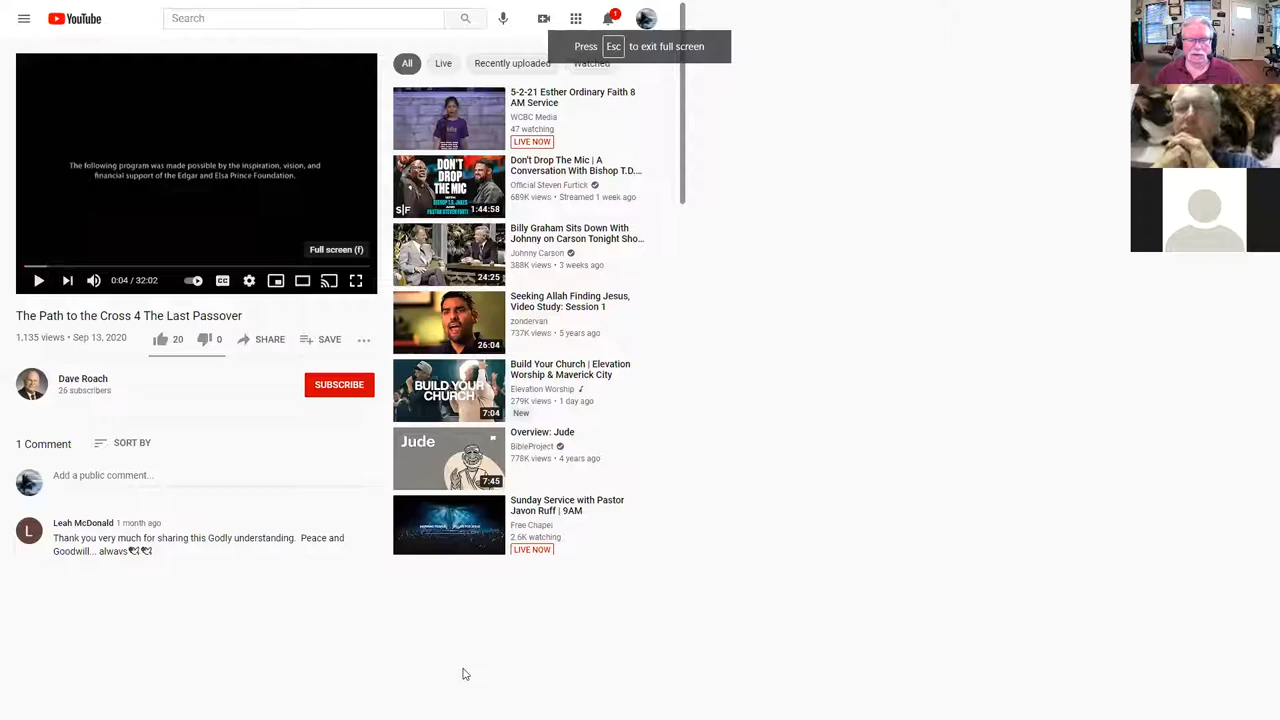 YouTube
Search
1
Press Esc to exit full screen
All
Live
Recently uploaded
Watched
The following program was made possible by the inspiration, vision, and
financial support of the Edgar and Elsa Prince Foundation.
Full screen (f)
0:04 / 32:02
CC
The Path to the Cross 4 The Last Passover
1,135 views • Sep 13, 2020
20
0
SHARE
SAVE
Dave Roach
26 subscribers
SUBSCRIBE
1 Comment
SORT BY
Add a public comment...
L
Leah McDonald 1 month ago
Thank you very much for sharing this Godly understanding. Peace and
Goodwill... always
5-2-21 Esther Ordinary Faith 8
AM Service
WCBC Media
47 watching
LIVE NOW
DON'T
DROP
THE MIC
S|F
1:44:58
Don't Drop The Mic | A
Conversation With Bishop T.D....
Official Steven Furtick
689K views • Streamed 1 week ago
24:25
Billy Graham Sits Down With
Johnny on Carson Tonight Sho...
Johnny Carson
388K views • 3 weeks ago
26:04
Seeking Allah Finding Jesus,
Video Study: Session 1
zondervan
737K views • 5 years ago
BUILD YOUR
CHURCH
7:04
Build Your Church | Elevation
Worship & Maverick City
Elevation Worship
279K views • 1 day ago
New
Jude
7:45
Overview: Jude
BibleProject
778K views • 4 years ago
Sunday Service with Pastor
Javon Ruff | 9AM
Free Chapel
2.6K watching
LIVE NOW